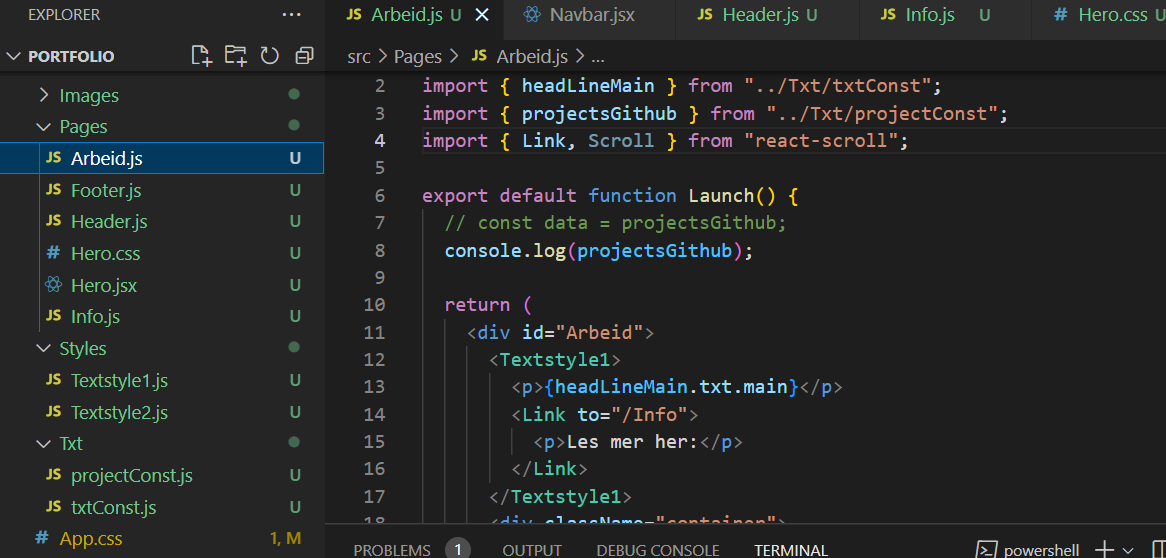 EXPLORER
PORTFOLIO
Images
Pages
JS Arbeid.js U
JS Footer.js U
JS Header.js U
# Hero.css U
Hero.jsx U
JS Info.js U
Styles
JS Textstyle1.js U
JS Textstyle2.js U
Txt
JS projectConst.js U
JS txtConst.js U
# App.css 1, M
JS Arbeid.js U
Navbar.jsx
JS Header.js U
JS Info.js U
# Hero.css U
src > Pages > JS Arbeid.js > ...
2 import { headLineMain } from "../Txt/txtConst";
3 import { projectsGithub } from "../Txt/projectConst";
4 import { Link, Scroll } from "react-scroll";
5
6 export default function Launch() {
7 // const data = projectsGithub;
8 console.log(projectsGithub);
9
10 return (
11 <div id="Arbeid">
12 <Textstyle1>
13 <p>{headLineMain.txt.main}</p>
14 <Link to="/Info">
15 <p>Les mer her:</p>
16 </Link>
17 </Textstyle1>
18 <div className="container">
PROBLEMS 1 OUTPUT DEBUG CONSOLE TERMINAL powershell